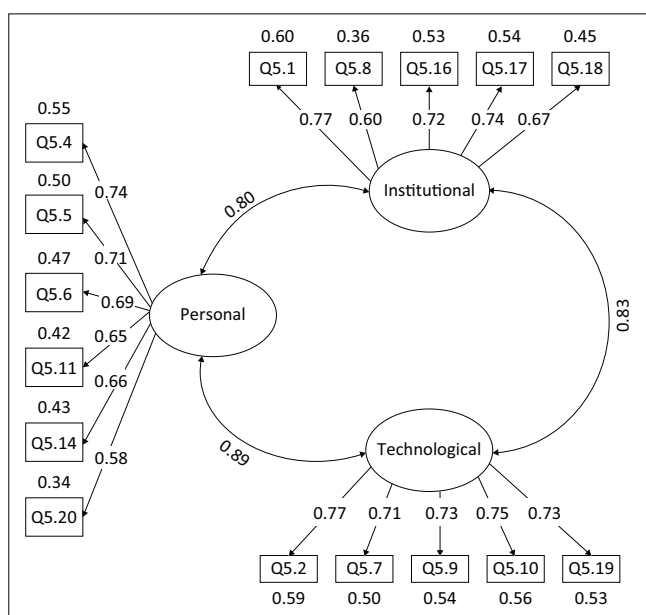 0.60 0.36 0.53 0.54 0.45
Q5.1 Q5.8 Q5.16 Q5.17 Q5.18
0.77 0.60 0.72 0.74 0.67
Institutional
0.55
Q5.4
0.74
0.50
Q5.5
0.71
0.47
Q5.6
0.69
0.42
Q5.11
0.65
0.43
Q5.14
0.66
0.34
Q5.20
0.58
Personal
0.80
0.83
0.89
Technological
0.77 0.71 0.73 0.75 0.73
Q5.2 Q5.7 Q5.9 Q5.10 Q5.19
0.59 0.50 0.54 0.56 0.53